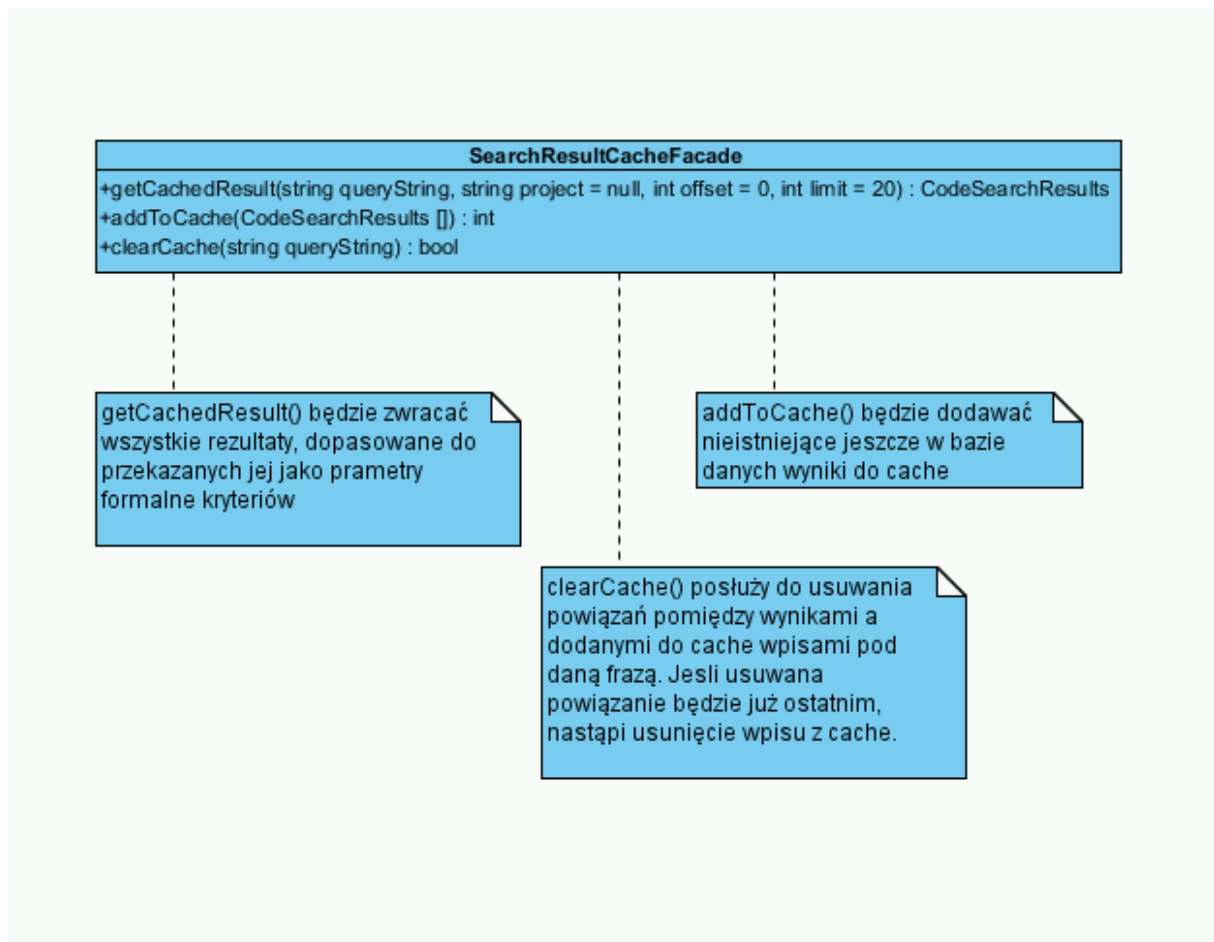 SearchResultCacheFacade
+getCachedResult(string queryString, string project = null, int offset = 0, int limit = 20) : CodeSearchResults
+addToCache(CodeSearchResults []) : int
+clearCache(string queryString) : bool
getCachedResult() będzie zwracać
wszystkie rezultaty, dopasowane do
przekazanych jej jako prametry
formalne kryteriów
addToCache() będzie dodawać
nieistniejące jeszcze w bazie
danych wyniki do cache
clearCache() posłuży do usuwania
powiązań pomiędzy wynikami a
dodanymi do cache wpisami pod
daną frazą. Jesli usuwana
powiązanie będzie już ostatnim,
nastąpi usunięcie wpisu z cache.